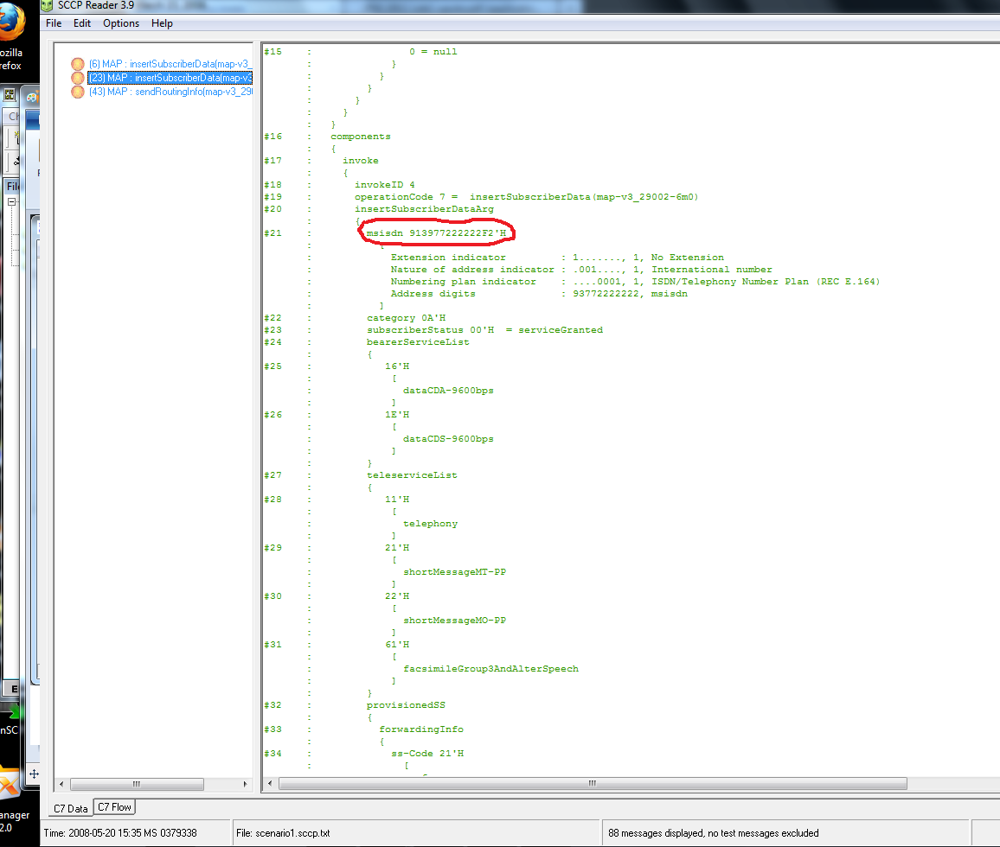 SCCP Reader 3.9
File Edit Options Help
ozilla
refox
(6) MAP : insertSubscriberData(map-v3_
(23) MAP : insertSubscriberData(map-v3
(43) MAP : sendRoutingInfo(map-v3_290
#15 : 0 = null
: }
: }
: }
: }
: }
: }
#16 : components
: {
#17 : invoke
: {
#18 : invokeID 4
#19 : operationCode 7 = insertSubscriberData(map-v3_29002-6m0)
#20 : insertSubscriberDataArg
: {
#21 : msisdn 913977222222F2'H
: [
: Extension indicator : 1......., 1, No Extension
: Nature of address indicator : .001...., 1, International number
: Numbering plan indicator : ....0001, 1, ISDN/Telephony Number Plan (REC E.164)
: Address digits : 93772222222, msisdn
: ]
#22 : category 0A'H
#23 : subscriberStatus 00'H = serviceGranted
#24 : bearerServiceList
: {
#25 : 16'H
: [
: dataCDA-9600bps
: ]
#26 : 1E'H
: [
: dataCDS-9600bps
: ]
: }
#27 : teleserviceList
: {
#28 : 11'H
: [
: telephony
: ]
#29 : 21'H
: [
: shortMessageMT-PP
: ]
#30 : 22'H
: [
: shortMessageMO-PP
: ]
#31 : 61'H
: [
: facsimileGroup3AndAlterSpeech
: ]
: }
#32 : provisionedSS
: {
#33 : forwardingInfo
: {
#34 : ss-Code 21'H
: [
Ch
File
E
nSC
anager
2.0
C7 Data C7 Flow
Time: 2008-05-20 15:35 MS 0379338 File: scenario1.sccp.txt 88 messages displayed, no test messages excluded